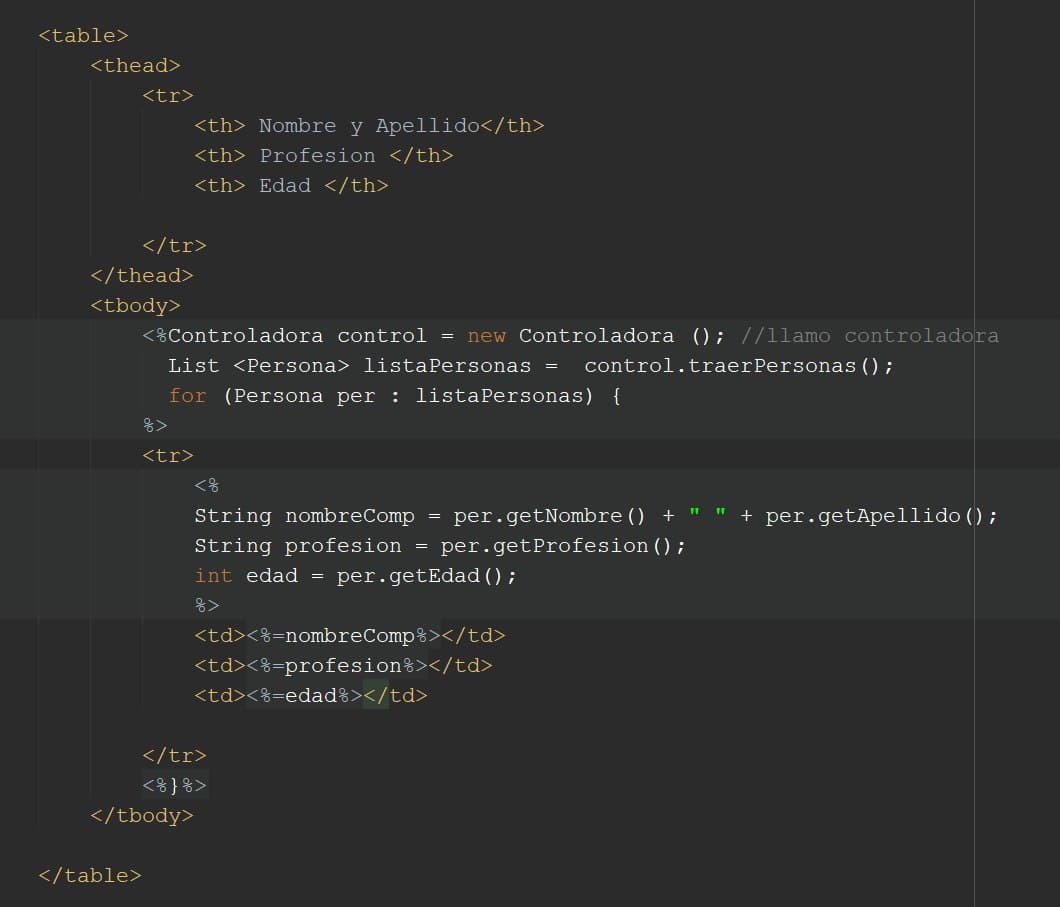 <table>
<thead>
<tr>
<th> Nombre y Apellido</th>
<th> Profesion </th>
<th> Edad </th>
</tr>
</thead>
<tbody>
<%Controladora control = new Controladora (); //llamo controladora
List <Persona> listaPersonas =  control.traerPersonas();
for (Persona per : listaPersonas) {
%>
<tr>
<%
String nombreComp = per.getNombre() + " " + per.getApellido();
String profesion = per.getProfesion();
int edad = per.getEdad();
%>
<td><%=nombreComp%></td>
<td><%=profesion%></td>
<td><%=edad%></td>
</tr>
<%}%>
</tbody>
</table>